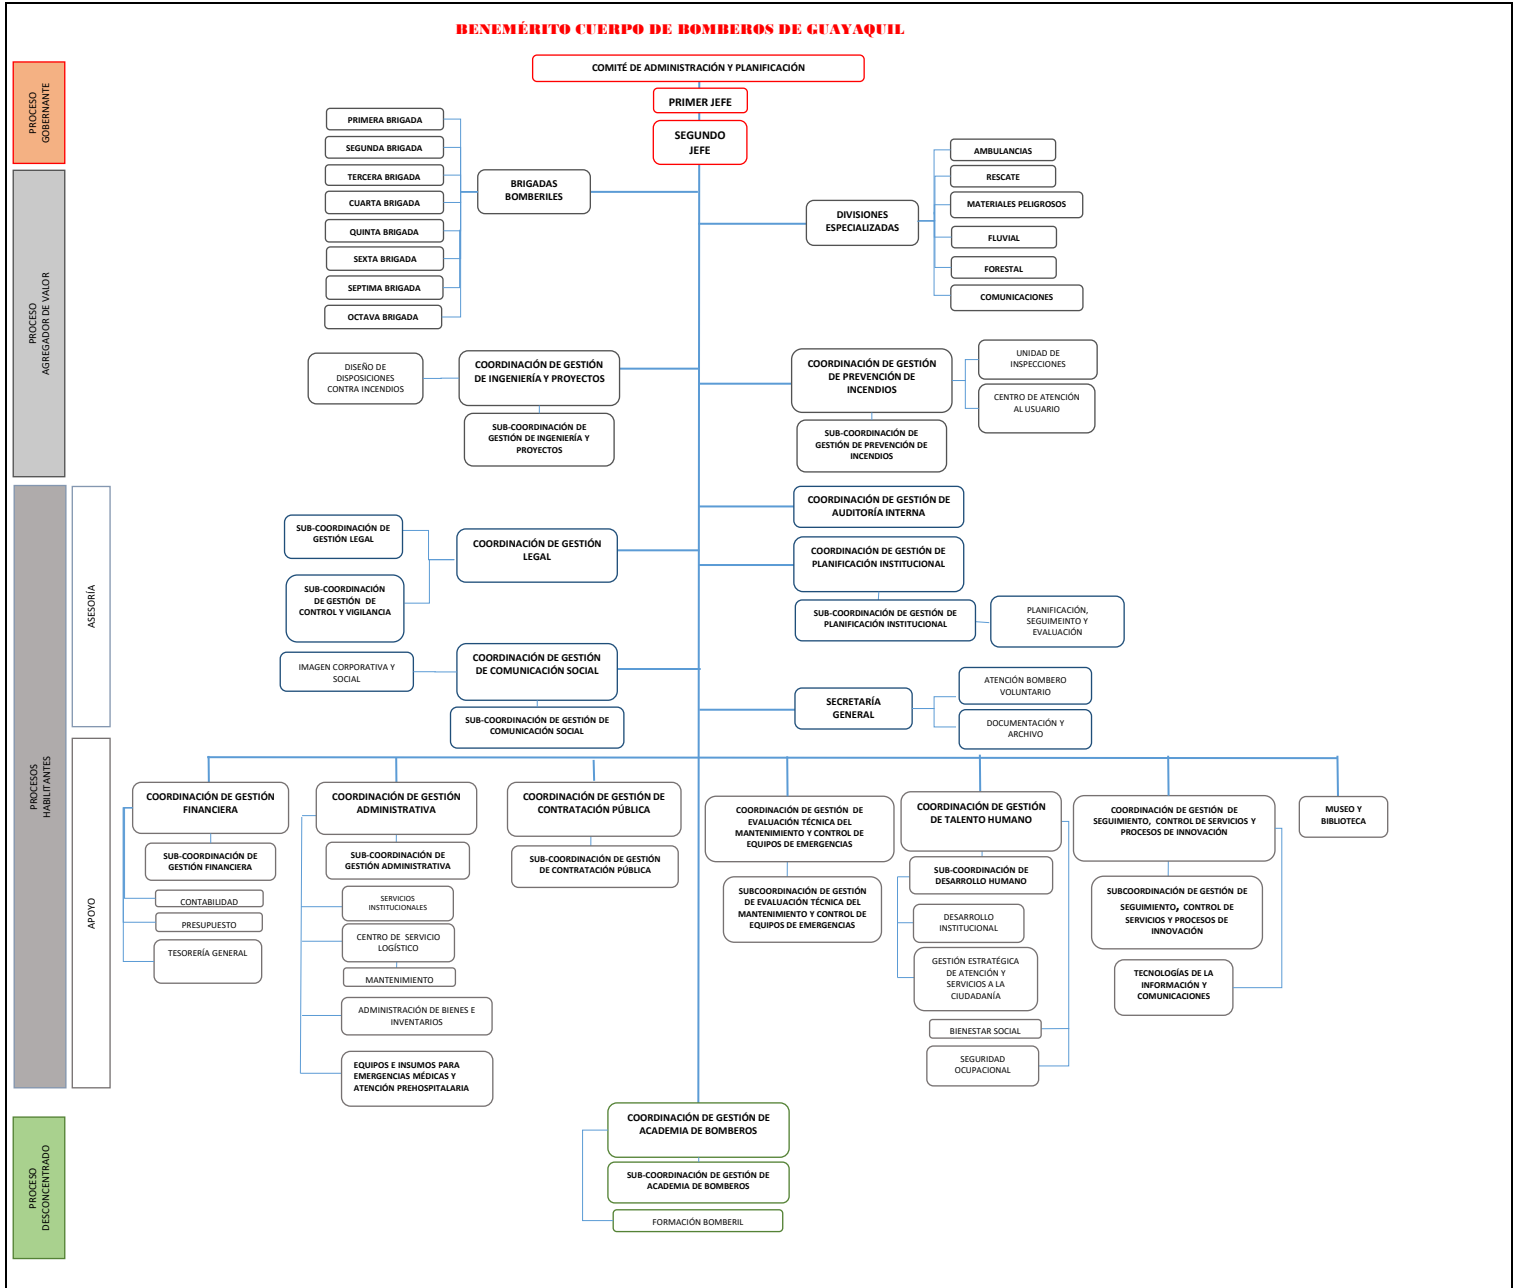 BENEMÉRITO CUERPO DE BOMBEROS DE GUAYAQUIL
COMITÉ DE ADMINISTRACIÓN Y PLANIFICACIÓN
PRIMER JEFE
SEGUNDO
JEFE
PROCESO
GOBERNANTE
PRIMERA BRIGADA
SEGUNDA BRIGADA
TERCERA BRIGADA
CUARTA BRIGADA
QUINTA BRIGADA
SEXTA BRIGADA
SEPTIMA BRIGADA
OCTAVA BRIGADA
BRIGADAS
BOMBERILES
DIVISIONES
ESPECIALIZADAS
AMBULANCIAS
RESCATE
MATERIALES PELIGROSOS
FLUVIAL
FORESTAL
COMUNICACIONES
PROCESO
AGREGADOR DE VALOR
DISEÑO DE
DISPOSICIONES
CONTRA INCENDIOS
COORDINACIÓN DE GESTIÓN
DE INGENIERÍA Y PROYECTOS
SUB-COORDINACIÓN DE
GESTIÓN DE INGENIERÍA Y
PROYECTOS
COORDINACIÓN DE GESTIÓN
DE PREVENCIÓN DE
INCENDIOS
SUB-COORDINACIÓN DE
GESTIÓN DE PREVENCIÓN DE
INCENDIOS
UNIDAD DE
INSPECCIONES
CENTRO DE ATENCIÓN
AL USUARIO
PROCESOS
HABILITANTES
ASESORÍA
SUB-COORDINACIÓN DE
GESTIÓN LEGAL
SUB-COORDINACIÓN
DE GESTIÓN DE
CONTROL Y VIGILANCIA
COORDINACIÓN DE GESTIÓN
LEGAL
COORDINACIÓN DE GESTIÓN DE
AUDITORÍA INTERNA
COORDINACIÓN DE GESTIÓN DE
PLANIFICACIÓN INSTITUCIONAL
SUB-COORDINACIÓN DE GESTIÓN DE
PLANIFICACIÓN INSTITUCIONAL
PLANIFICACIÓN,
SEGUIMEINTO Y
EVALUACIÓN
IMAGEN CORPORATIVA Y
SOCIAL
COORDINACIÓN DE GESTIÓN
DE COMUNICACIÓN SOCIAL
SUB-COORDINACIÓN DE GESTIÓN DE
COMUNICACIÓN SOCIAL
SECRETARÍA
GENERAL
ATENCIÓN BOMBERO
VOLUNTARIO
DOCUMENTACIÓN Y
ARCHIVO
APOYO
COORDINACIÓN DE GESTIÓN
FINANCIERA
SUB-COORDINACIÓN DE
GESTIÓN FINANCIERA
CONTABILIDAD
PRESUPUESTO
TESORERÍA GENERAL
COORDINACIÓN DE GESTIÓN
ADMINISTRATIVA
SUB-COORDINACIÓN DE
GESTIÓN ADMINISTRATIVA
SERVICIOS
INSTITUCIONALES
CENTRO DE SERVICIO
LOGÍSTICO
MANTENIMIENTO
ADMINISTRACIÓN DE BIENES E
INVENTARIOS
EQUIPOS E INSUMOS PARA
EMERGENCIAS MÉDICAS Y
ATENCIÓN PREHOSPITALARIA
COORDINACIÓN DE GESTIÓN DE
CONTRATACIÓN PÚBLICA
SUB-COORDINACIÓN DE GESTIÓN
DE CONTRATACIÓN PÚBLICA
COORDINACIÓN DE GESTIÓN DE
EVALUACIÓN TÉCNICA DEL
MANTENIMIENTO Y CONTROL DE
EQUIPOS DE EMERGENCIAS
SUBCOORDINACIÓN DE GESTIÓN
DE EVALUACIÓN TÉCNICA DEL
MANTENIMIENTO Y CONTROL DE
EQUIPOS DE EMERGENCIAS
COORDINACIÓN DE GESTIÓN
DE TALENTO HUMANO
SUB-COORDINACIÓN DE
DESARROLLO HUMANO
DESARROLLO
INSTITUCIONAL
GESTIÓN ESTRATÉGICA
DE ATENCIÓN Y
SERVICIOS A LA
CIUDADANÍA
BIENESTAR SOCIAL
SEGURIDAD
OCUPACIONAL
COORDINACIÓN DE GESTIÓN DE
SEGUIMIENTO, CONTROL DE SERVICIOS Y
PROCESOS DE INNOVACIÓN
SUBCOORDINACIÓN DE GESTIÓN DE
SEGUIMIENTO, CONTROL DE
SERVICIOS Y PROCESOS DE
INNOVACIÓN
TECNOLOGÍAS DE LA
INFORMACIÓN Y
COMUNICACIONES
MUSEO Y
BIBLIOTECA
PROCESO
DESCONCENTRADO
COORDINACIÓN DE GESTIÓN DE
ACADEMIA DE BOMBEROS
SUB-COORDINACIÓN DE GESTIÓN DE
ACADEMIA DE BOMBEROS
FORMACIÓN BOMBERIL